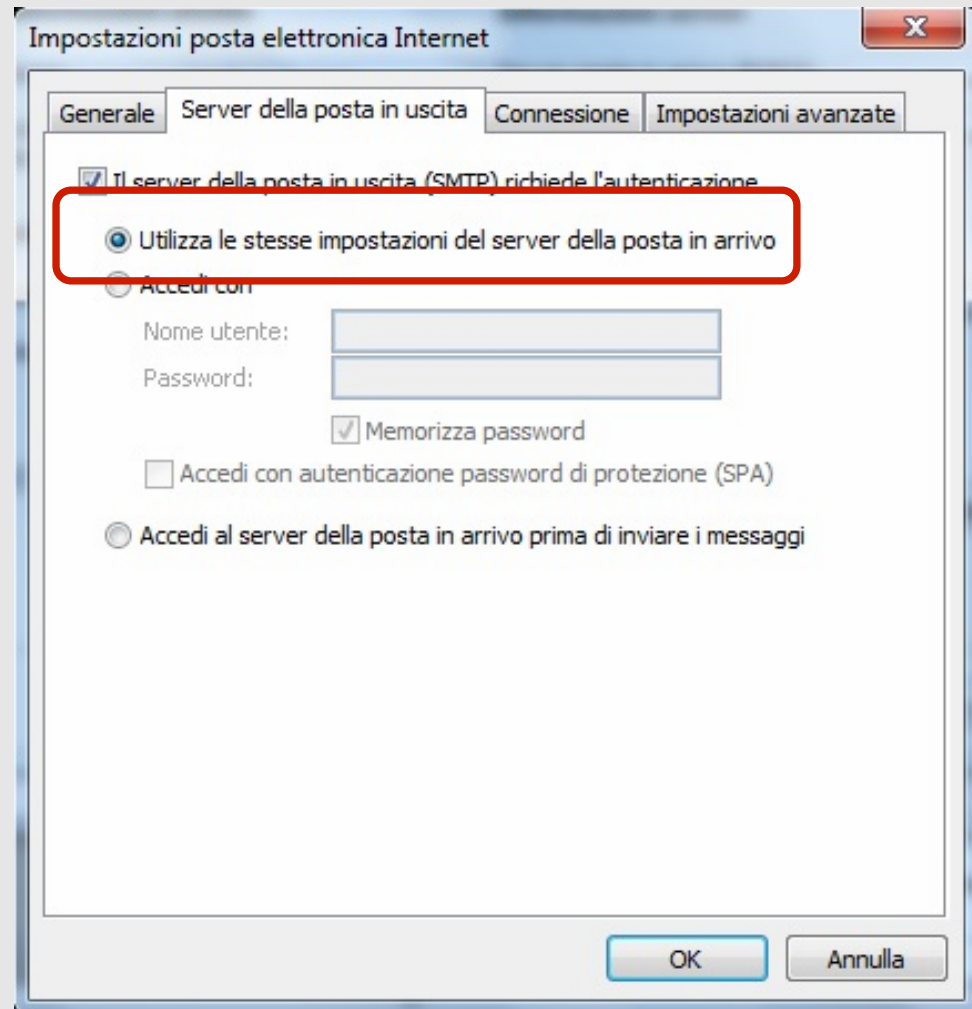 Impostazioni posta elettronica Internet
Generale Server della posta in uscita Connessione Impostazioni avanzate
Il server della posta in uscita (SMTP) richiede l'autenticazione
Utilizza le stesse impostazioni del server della posta in arrivo
Accedi con
Nome utente:
Password:
Memorizza password
Accedi con autenticazione password di protezione (SPA)
Accedi al server della posta in arrivo prima di inviare i messaggi
OK Annulla